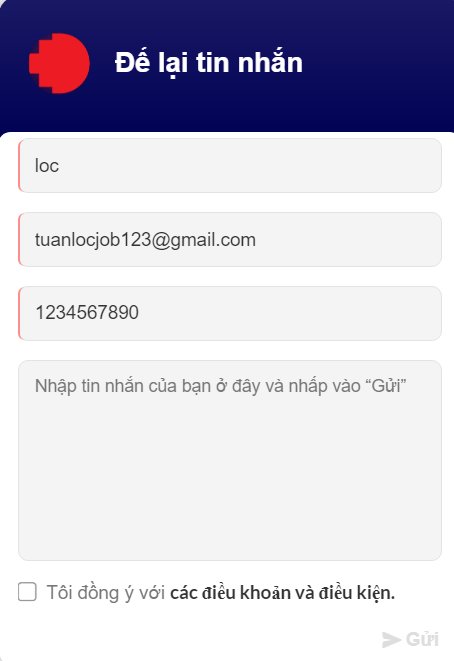 Để lại tin nhắn
loc
tuanlocjob123@gmail.com
1234567890
Nhập tin nhắn của bạn ở đây và nhấp vào “Gửi”
Tôi đồng ý với các điều khoản và điều kiện.
Gửi